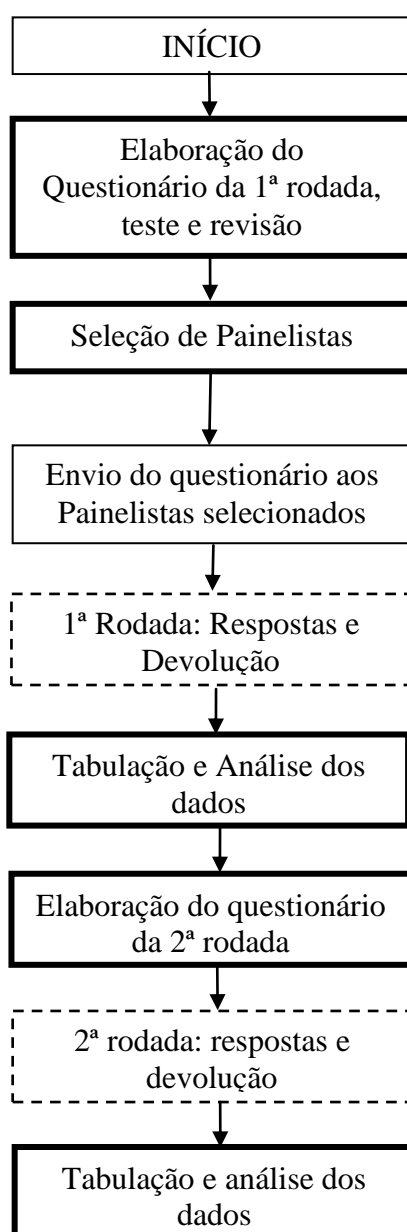 INÍCIO
Elaboração do
Questionário da 1ª rodada,
teste e revisão
Seleção de Painelistas
Envio do questionário aos
Painelistas selecionados
1ª Rodada: Respostas e
Devolução
Tabulação e Análise dos
dados
Elaboração do questionário
da 2ª rodada
2ª rodada: respostas e
devolução
Tabulação e análise dos
dados